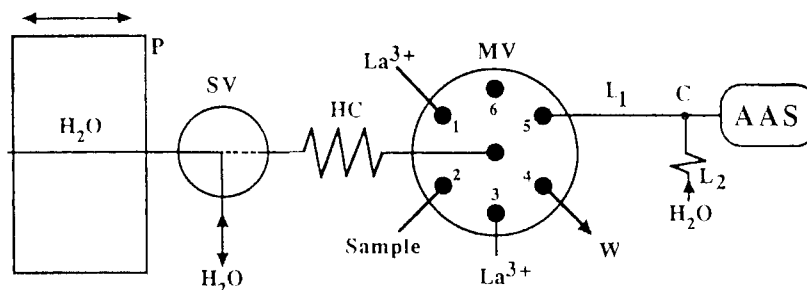 P
H₂O
SV
H₂O
HC
MV
La³⁺
1
6
5
2
3
4
Sample
La³⁺
W
L₁
C
AAS
L₂
H₂O